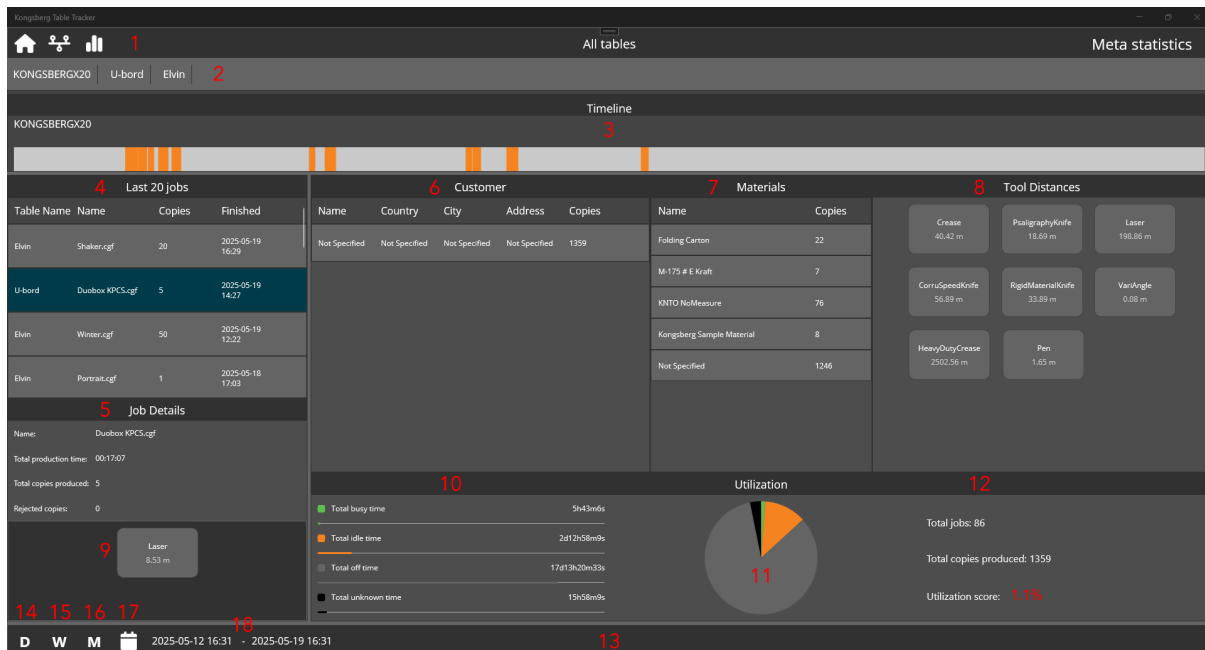 Kongsberg Table Tracker
1 All tables Meta statistics
KONGSBERGX20 U-bord Elvin 2
Timeline
KONGSBERGX20
3
4 Last 20 jobs
Table Name Name Copies Finished
Elvin Shaker.cgf 20 2025-05-19 16:29
U-bord Duobox KPCS.cgf 5 2025-05-19 14:27
Elvin Winter.cgf 50 2025-05-19 12:22
Elvin Portrait.cgf 1 2025-05-18 17:03
5 Job Details
Name: Duobox KPCS.cgf
Total production time: 00:17:07
Total copies produced: 5
Rejected copies: 0
9
Laser
8.53 m
6 Customer
Name Country City Address Copies
Not Specified Not Specified Not Specified Not Specified 1359
7 Materials
Name Copies
Folding Carton 22
M-175 # E Kraft 7
KNTO NoMeasure 76
Kongsberg Sample Material 8
Not Specified 1246
8 Tool Distances
Crease
40.42 m
PsaligraphyKnife
18.69 m
Laser
198.86 m
CorruSpeedKnife
56.89 m
RigidMaterialKnife
33.89 m
VariAngle
0.08 m
HeavyDutyCrease
2502.56 m
Pen
1.65 m
10 Utilization 12
Total busy time 5h43m6s
Total idle time 2d12h58m9s
Total off time 17d13h20m33s
Total unknown time 15h58m9s
11
Total jobs: 86
Total copies produced: 1359
Utilization score:
14 15 16 17 18
D W M 2025-05-12 16:31 - 2025-05-19 16:31 13